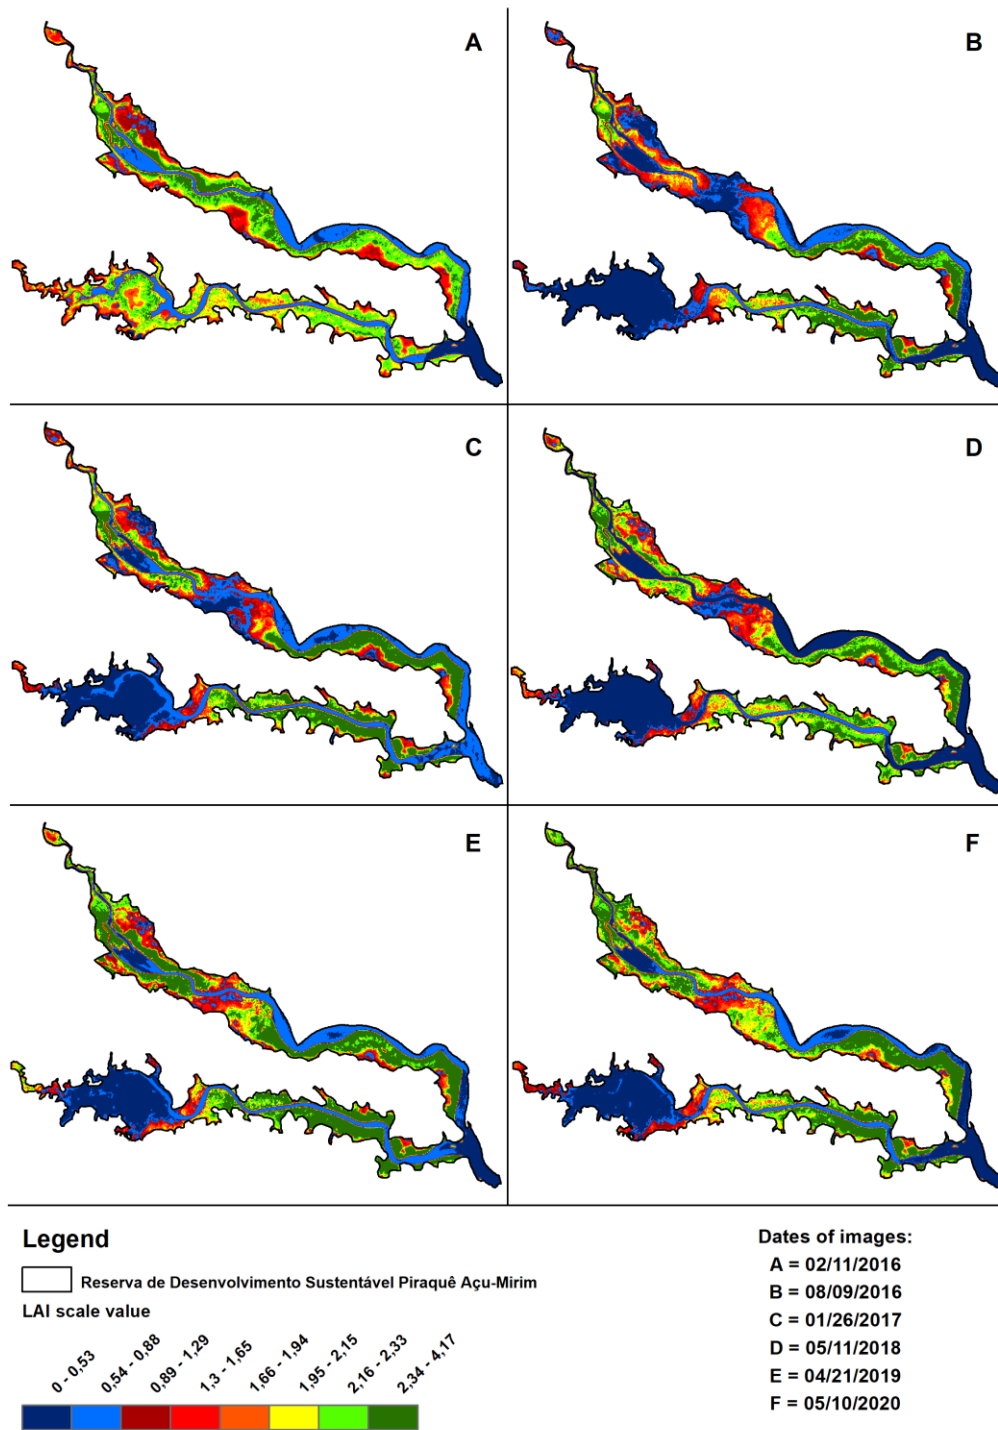 A
B
C
D
E
F
Legend
Reserva de Desenvolvimento Sustentável Piraquê Açu-Mirim
LAI scale value
0 - 0,53
0,54 - 0,88
0,89 - 1,29
1,3 - 1,65
1,66 - 1,94
1,95 - 2,15
2,16 - 2,33
2,34 - 4,17
Dates of images:
A = 02/11/2016
B = 08/09/2016
C = 01/26/2017
D = 05/11/2018
E = 04/21/2019
F = 05/10/2020